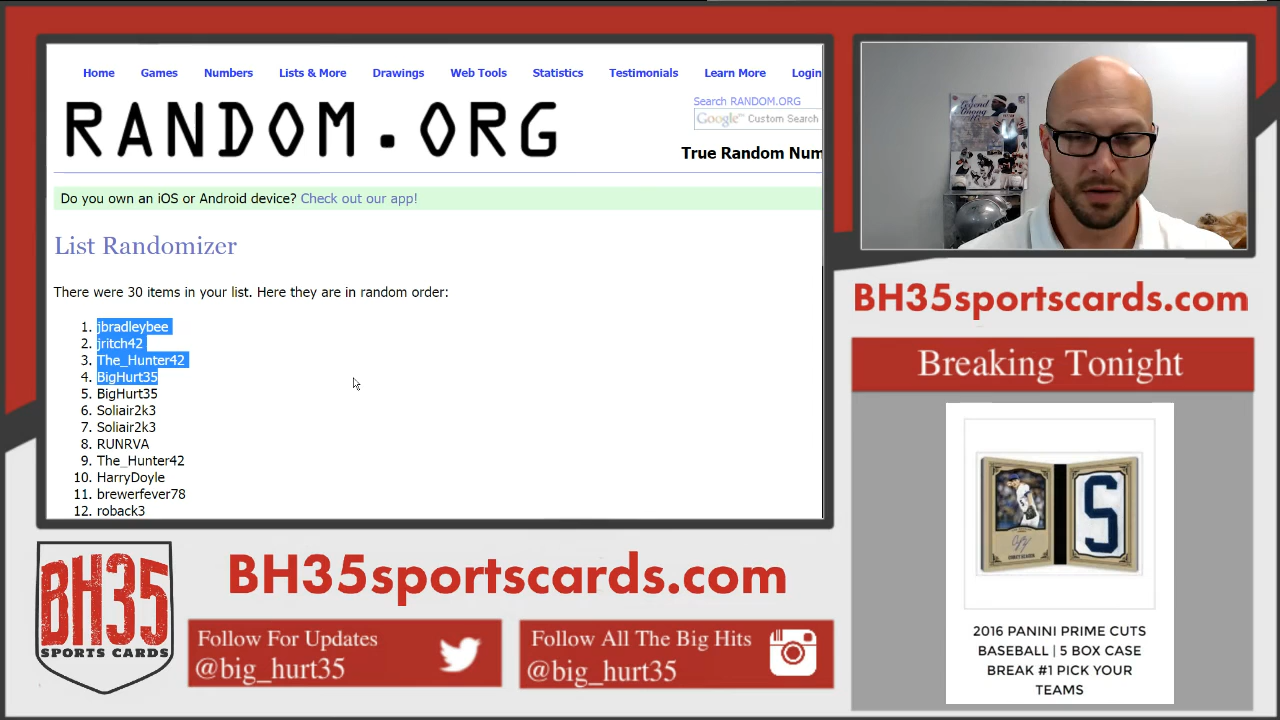 Home Games Numbers Lists & More Drawings Web Tools Statistics Testimonials Learn More Login
RANDOM.ORG
Search RANDOM.ORG
Google™ Custom Search
True Random Num
Do you own an iOS or Android device? Check out our app!
List Randomizer
There were 30 items in your list. Here they are in random order:
1. jbradleybee
2. jritch42
3. The_Hunter42
4. BigHurt35
5. BigHurt35
6. Soliair2k3
7. Soliair2k3
8. RUNRVA
9. The_Hunter42
10. HarryDoyle
11. brewerfever78
12. roback3
BH35sportscards.com
Breaking Tonight
S
2016 PANINI PRIME CUTS
BASEBALL | 5 BOX CASE
BREAK #1 PICK YOUR
TEAMS
BH35
SPORTS CARDS
BH35sportscards.com
Follow For Updates
@big_hurt35
Follow All The Big Hits
@big_hurt35